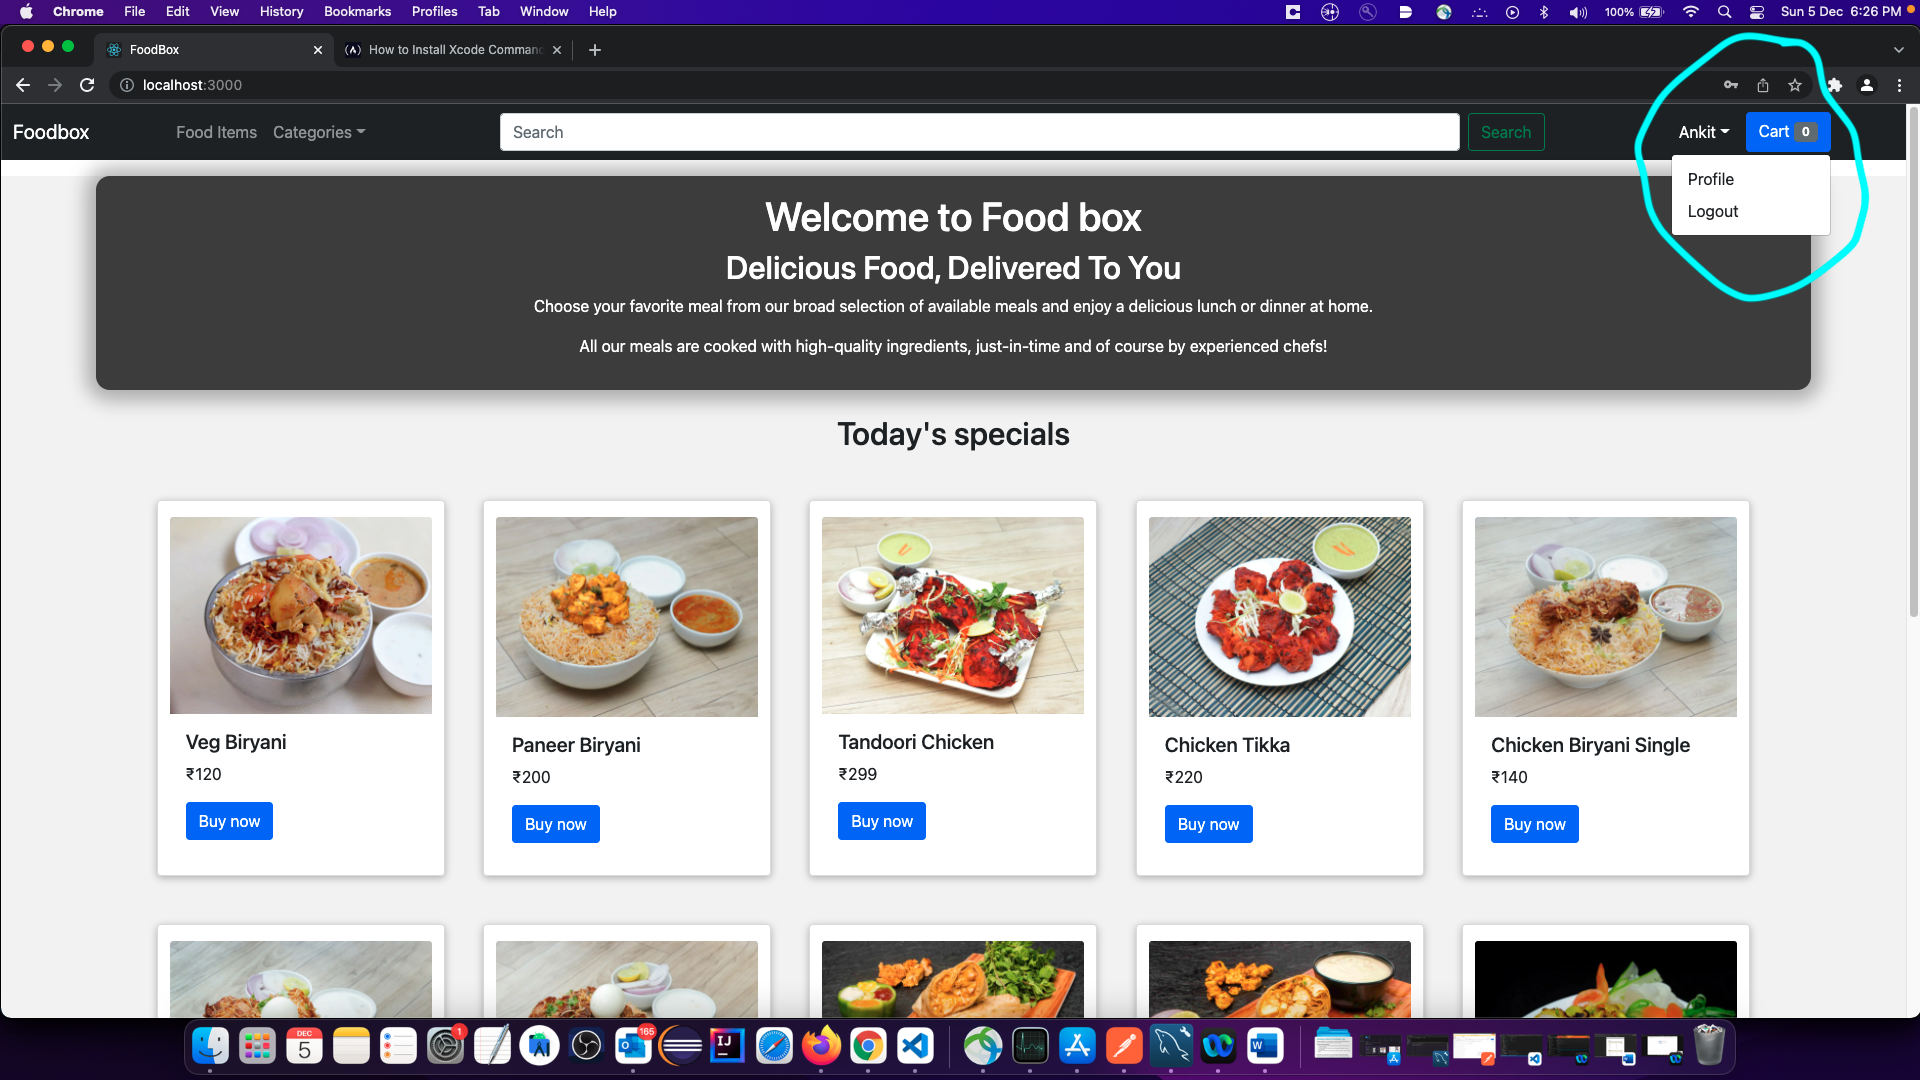 Chrome File Edit View History Bookmarks Profiles Tab Window Help 100% Sun 5 Dec 6:26 PM
FoodBox How to Install Xcode Comman
localhost:3000
Foodbox Food Items Categories Search Search Ankit Cart 0
Profile
Logout
Welcome to Food box
Delicious Food, Delivered To You
Choose your favorite meal from our broad selection of available meals and enjoy a delicious lunch or dinner at home.
All our meals are cooked with high-quality ingredients, just-in-time and of course by experienced chefs!
Today's specials
Veg Biryani
₹120
Buy now
Paneer Biryani
₹200
Buy now
Tandoori Chicken
₹299
Buy now
Chicken Tikka
₹220
Buy now
Chicken Biryani Single
₹140
Buy now
DEC
5
1
165
IJ
W